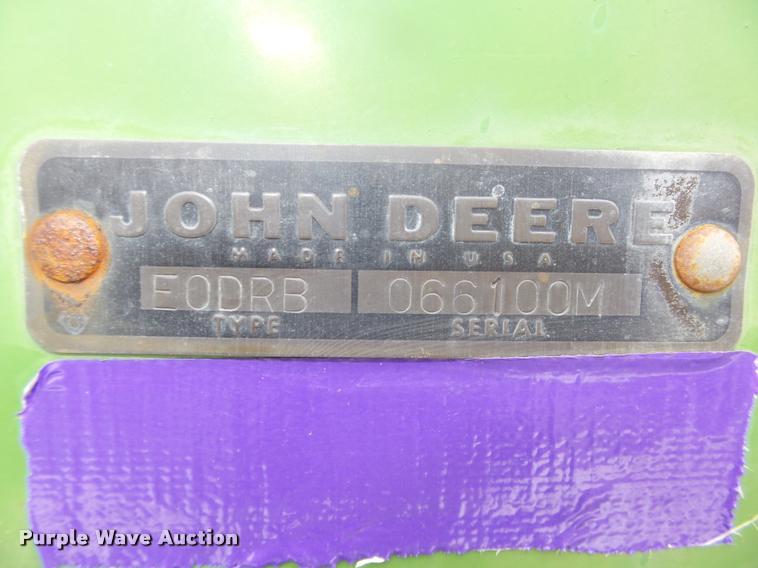 JOHN DEERE
MADE IN U.S.A.
E0DRB 066100M
TYPE SERIAL
Purple Wave Auction